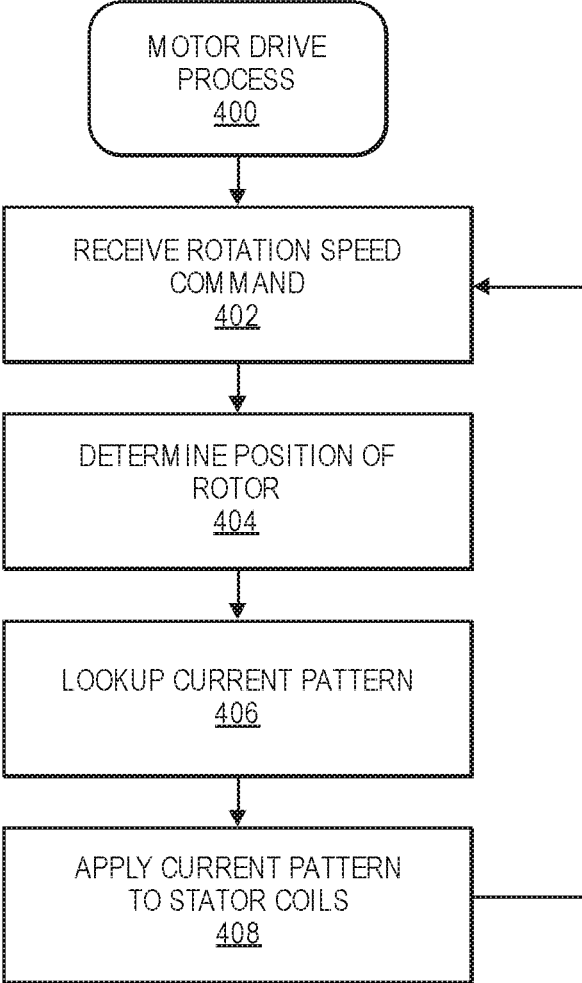 MOTOR DRIVE
PROCESS
400
RECEIVE ROTATION SPEED
COMMAND
402
DETERMINE POSITION OF
ROTOR
404
LOOKUP CURRENT PATTERN
406
APPLY CURRENT PATTERN
TO STATOR COILS
408